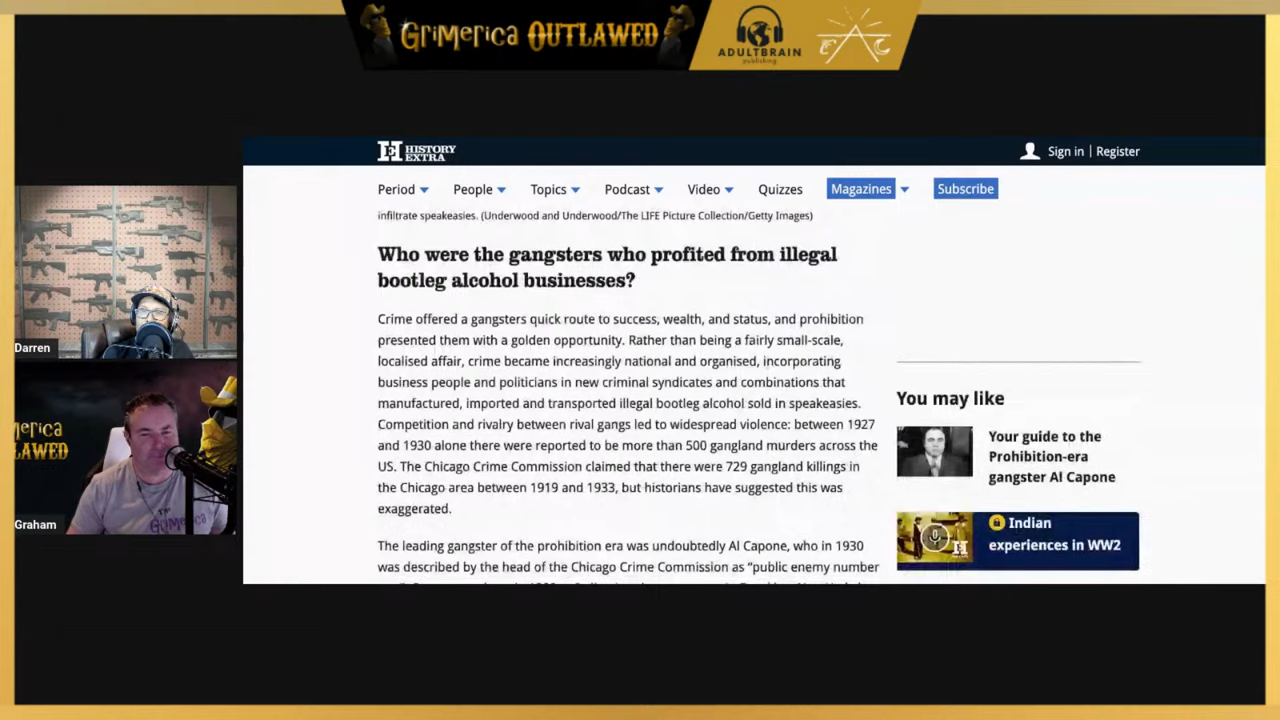 GRIMERICA OUTLAWED
ADULTBRAIN
publishing
HISTORY
EXTRA
Sign in | Register
Period
People
Topics
Podcast
Video
Quizzes
Magazines
Subscribe
infiltrate speakeasies. (Underwood and Underwood/The LIFE Picture Collection/Getty Images)
Who were the gangsters who profited from illegal
bootleg alcohol businesses?
Crime offered a gangsters quick route to success, wealth, and status, and prohibition
presented them with a golden opportunity. Rather than being a fairly small-scale,
localised affair, crime became increasingly national and organised, incorporating
business people and politicians in new criminal syndicates and combinations that
manufactured, imported and transported illegal bootleg alcohol sold in speakeasies.
Competition and rivalry between rival gangs led to widespread violence: between 1927
and 1930 alone there were reported to be more than 500 gangland murders across the
US. The Chicago Crime Commission claimed that there were 729 gangland killings in
the Chicago area between 1919 and 1933, but historians have suggested this was
exaggerated.
The leading gangster of the prohibition era was undoubtedly Al Capone, who in 1930
was described by the head of the Chicago Crime Commission as “public enemy number
You may like
Your guide to the
Prohibition-era
gangster Al Capone
Indian
experiences in WW2
Darren
merica
LAWED
GRIMERICA
Graham